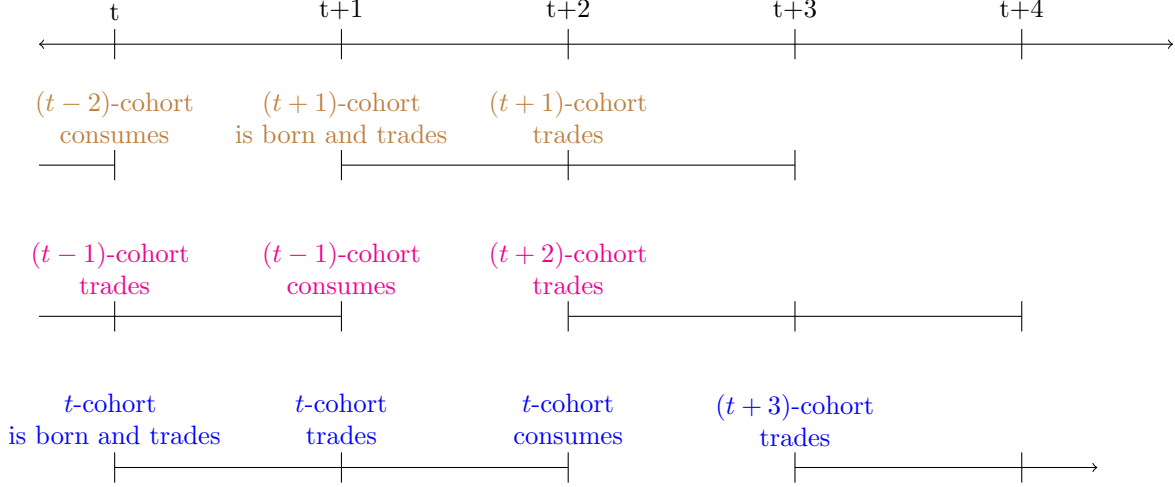 t t+1 t+2 t+3 t+4
(t − 2)-cohort (t + 1)-cohort (t + 1)-cohort
consumes is born and trades trades
(t − 1)-cohort (t − 1)-cohort (t + 2)-cohort
trades consumes trades
t-cohort t-cohort t-cohort (t + 3)-cohort
is born and trades trades consumes trades